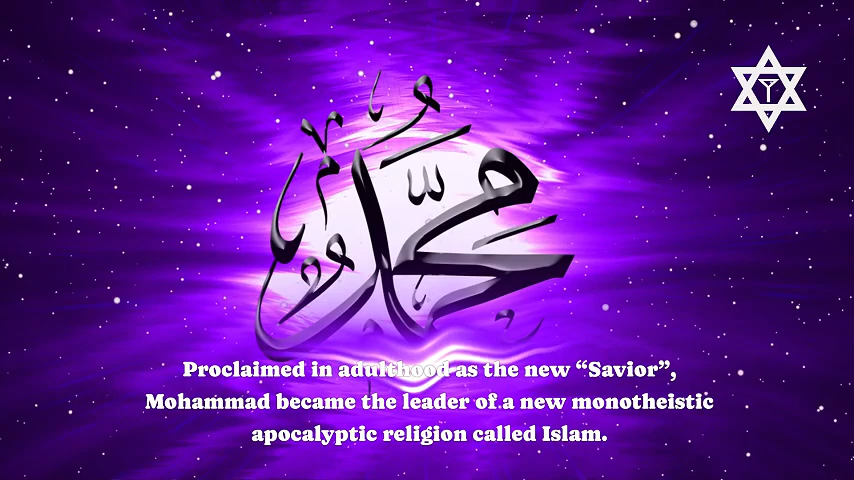 محمد
Proclaimed in adulthood as the new “Savior”,
Mohammad became the leader of a new monotheistic
apocalyptic religion called Islam.